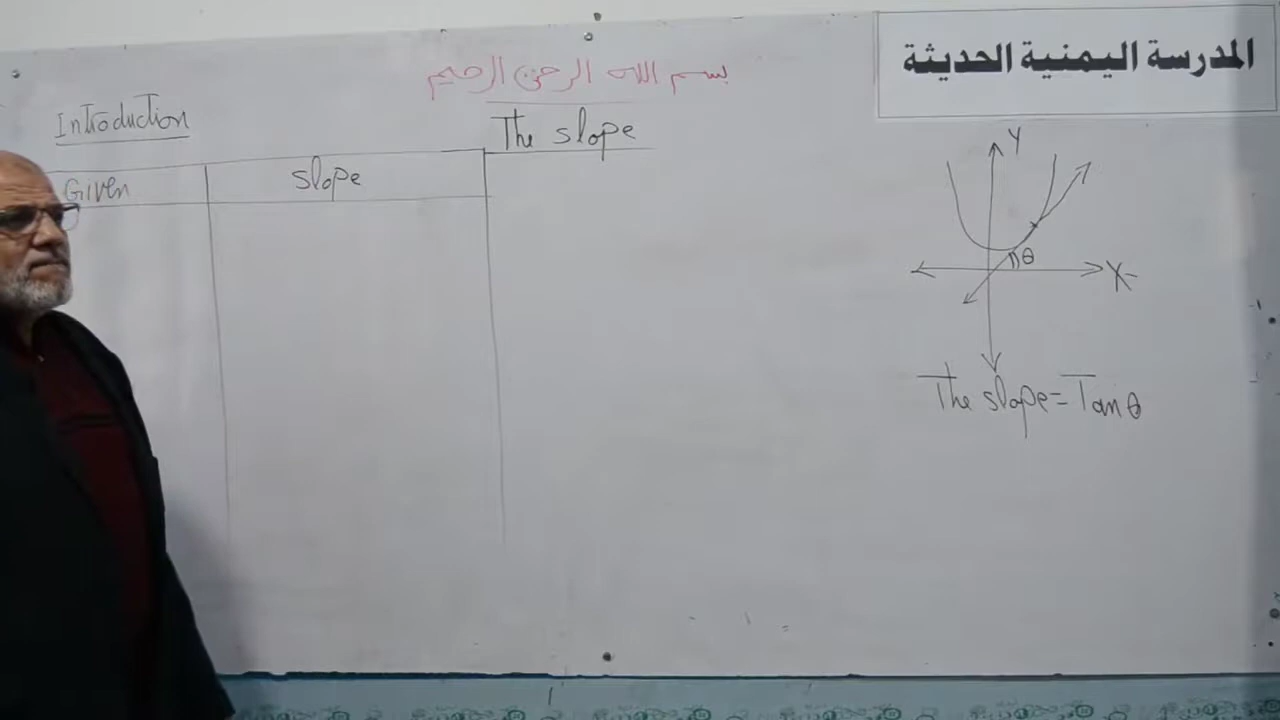 المدرسة اليمنية الحديثة
بسم الله الرحمن الرحيم
The slope
Introduction
Given slope
Y
θ
X
The slope = Tan θ